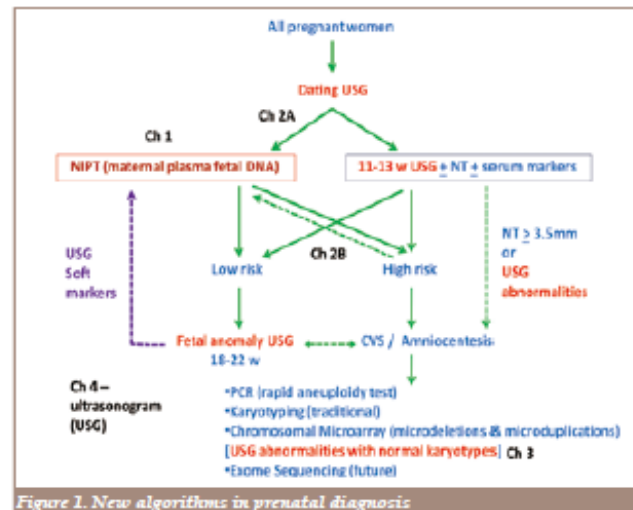 All pregnant women
Dating USG
Ch 2A
Ch 1
NIPT (maternal plasma fetal DNA)
11-13 w USG + NT + serum markers
USG
Soft
markers
Low risk
Ch 2B
High risk
NT ≥ 3.5mm
or
USG
abnormalities
Fetal anomaly USG
18-22 w
CVS / Amniocentesis
Ch 4 –
ultrasonogram
(USG)
•PCR (rapid aneuploidy test)
•Karyotyping (traditional)
•Chromosomal Microarray (microdeletions & microduplications)
[USG abnormalities with normal karyotypes] Ch 3
•Exome Sequencing (future)
Figure 1. New algorithms in prenatal diagnosis